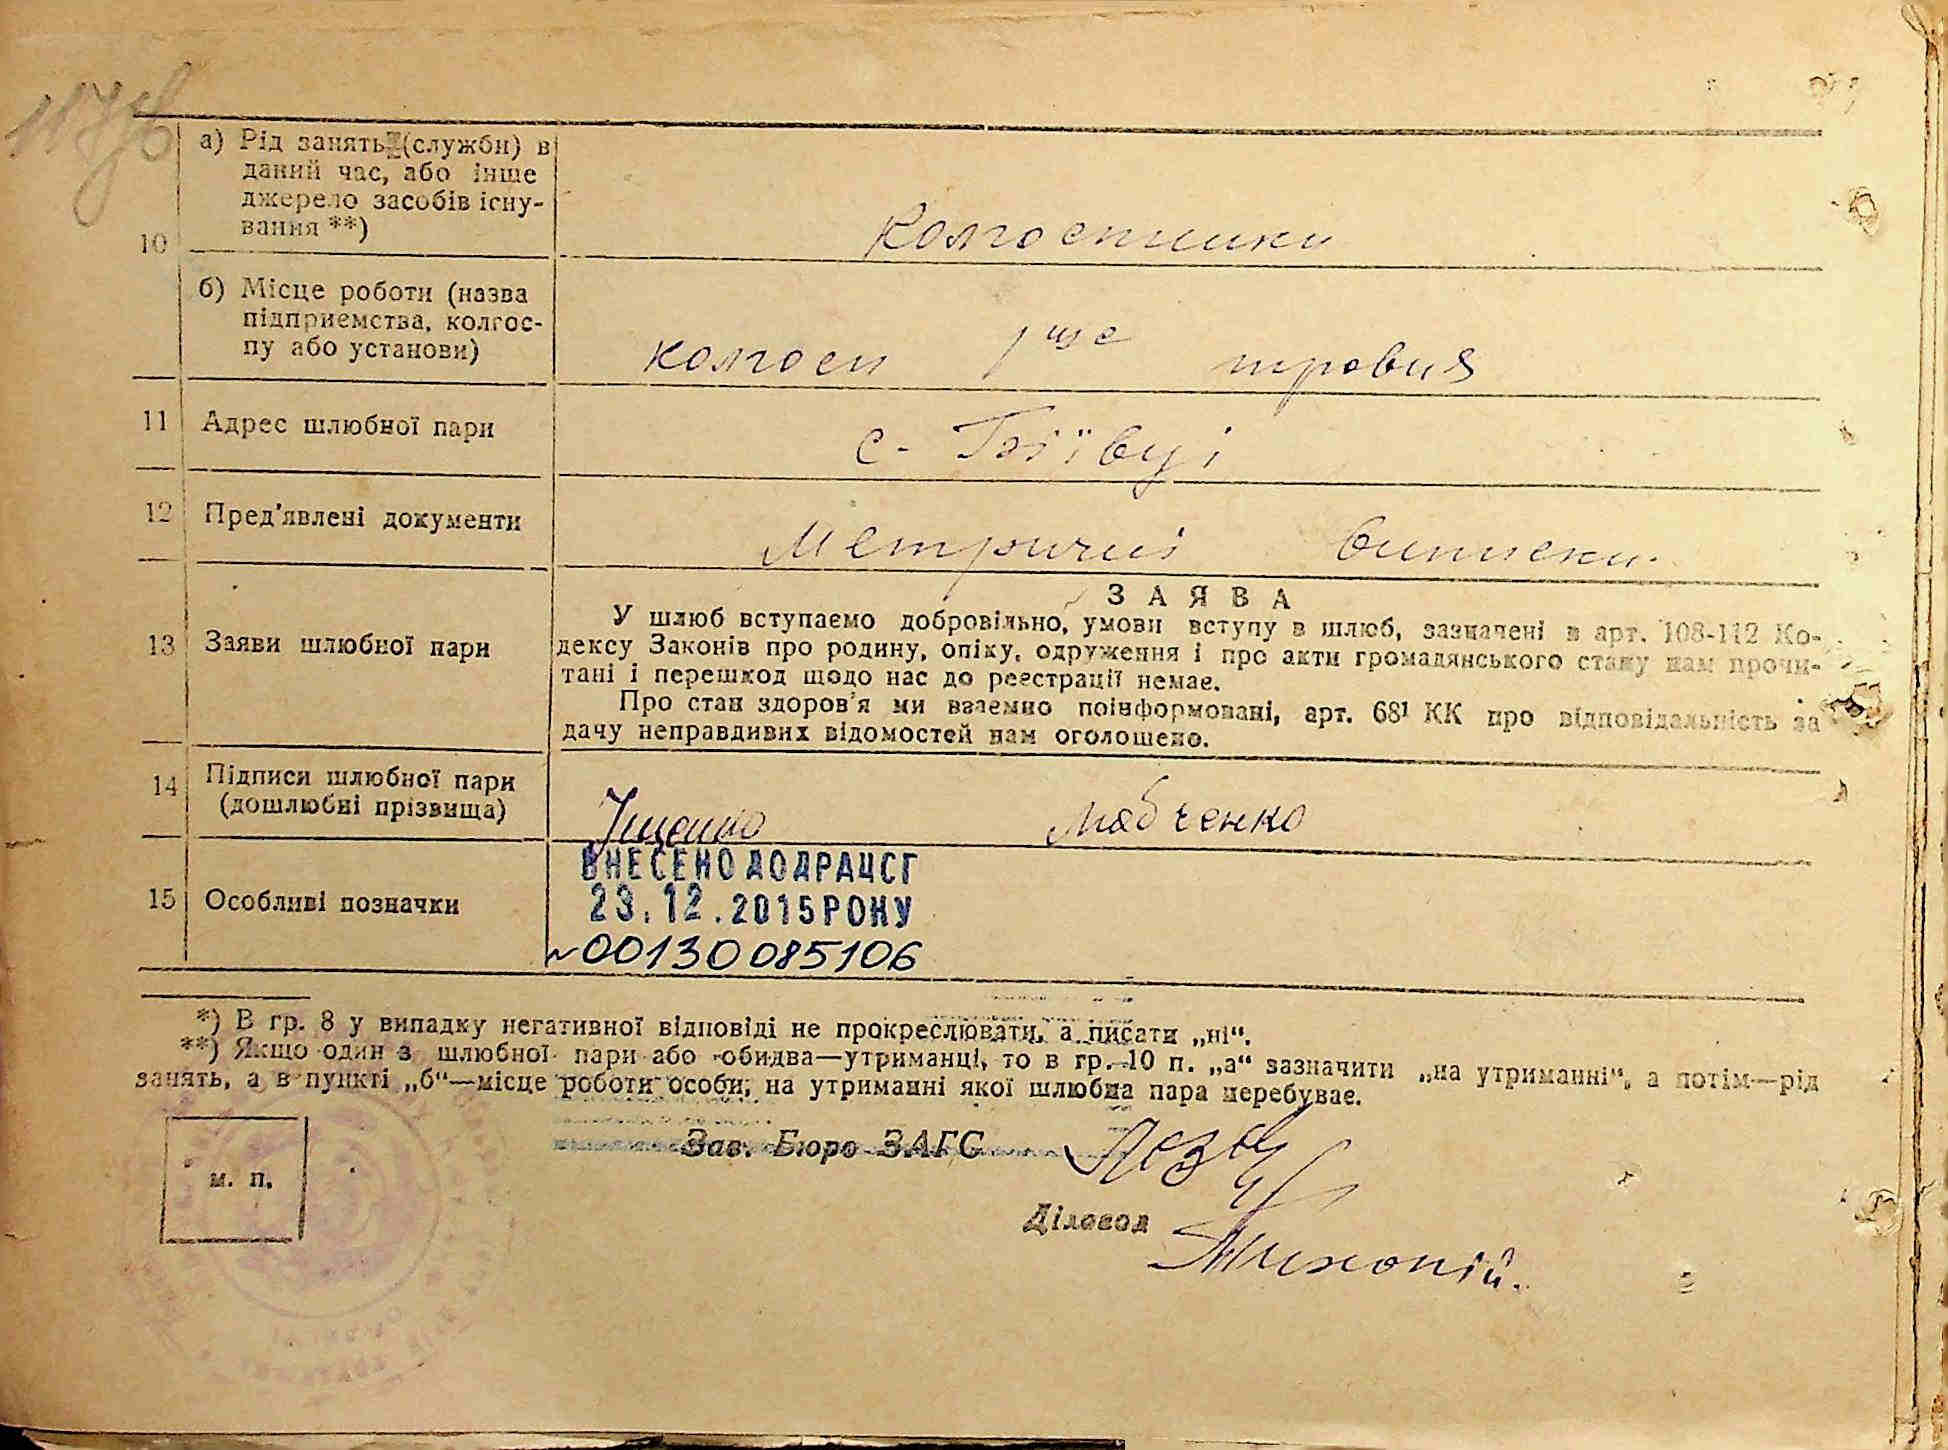 10
а) Рід занять (служби) в
даний час, або інше
джерело засобів існу-
вання **)
колгоспники
б) Місце роботи (назва
підприємства, колгос-
пу або установи)
колгосп 1ше травня
11 Адрес шлюбної пари
с.
12 Пред'явлені документи
Метричні виписки.
13 Заяви шлюбної пари
ЗАЯВА
У шлюб вступаемо добровільно, умови вступу в шлюб, зазначені в арт. 108-112 Ко-
дексу Законів про родину, опіку, одруження і про акти громадянського стану нам прочи-
тані і перешкод щодо нас до реєстрації немає.
Про стан здоров'я ми взаємно поінформовані, арт. 68¹ КК про відповідальність за
дачу неправдивих відомостей нам оголошено.
14 Підписи шлюбної пари
(дошлюбні прізвища)
Іщенко Мабченко
15 Особливі позначки
ВНЕСЕНО ДО ДРАЦСГ
23.12.2015 РОКУ
~00130085106
*) В гр. 8 у випадку негативної відповіді не прокреслювати, а писати „ні“.
**) Якщо один з шлюбної пари або обидва—утриманці, то в гр. 10 п. „а“ зазначити „на утриманні“, а потім—рід
занять, а в пункті „б“—місце роботи особи, на утриманні якої шлюбна пара перебуває.
м. п.
Зав. Бюро ЗАГС
Діловод